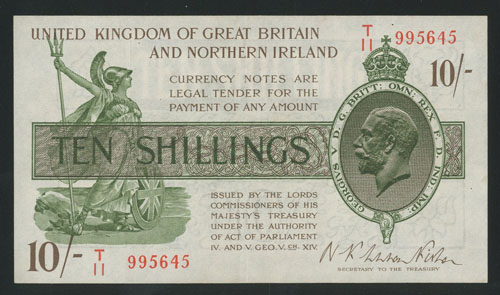 UNITED KINGDOM OF GREAT BRITAIN
AND NORTHERN IRELAND
T/11 995645
CURRENCY NOTES ARE
LEGAL TENDER FOR THE
PAYMENT OF ANY AMOUNT
10/-
GEORGIVS V D. G. BRITT: OMN: REX F. D. IND: IMP.
TEN SHILLINGS
ISSUED BY THE LORDS
COMMISSIONERS OF HIS
MAJESTY'S TREASURY
UNDER THE AUTHORITY
OF ACT OF PARLIAMENT
IV. AND V. GEO. V. CH. XIV.
10/- T/11 995645
SECRETARY TO THE TREASURY